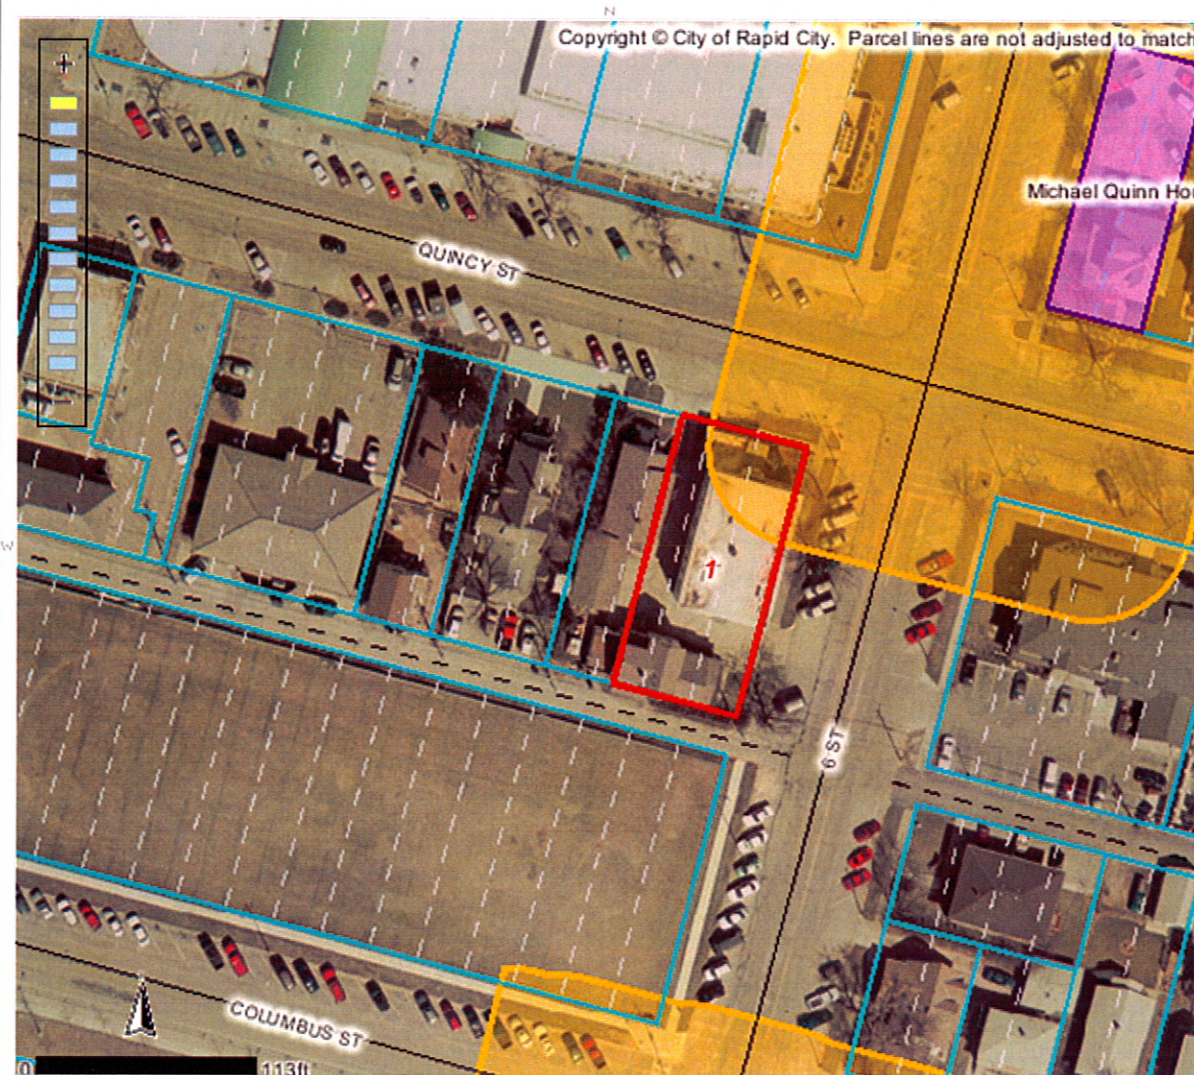 N
Copyright © City of Rapid City. Parcel lines are not adjusted to match
Michael Quinn Ho
QUINCY ST
W
1
6 ST
COLUMBUS ST
0 113ft